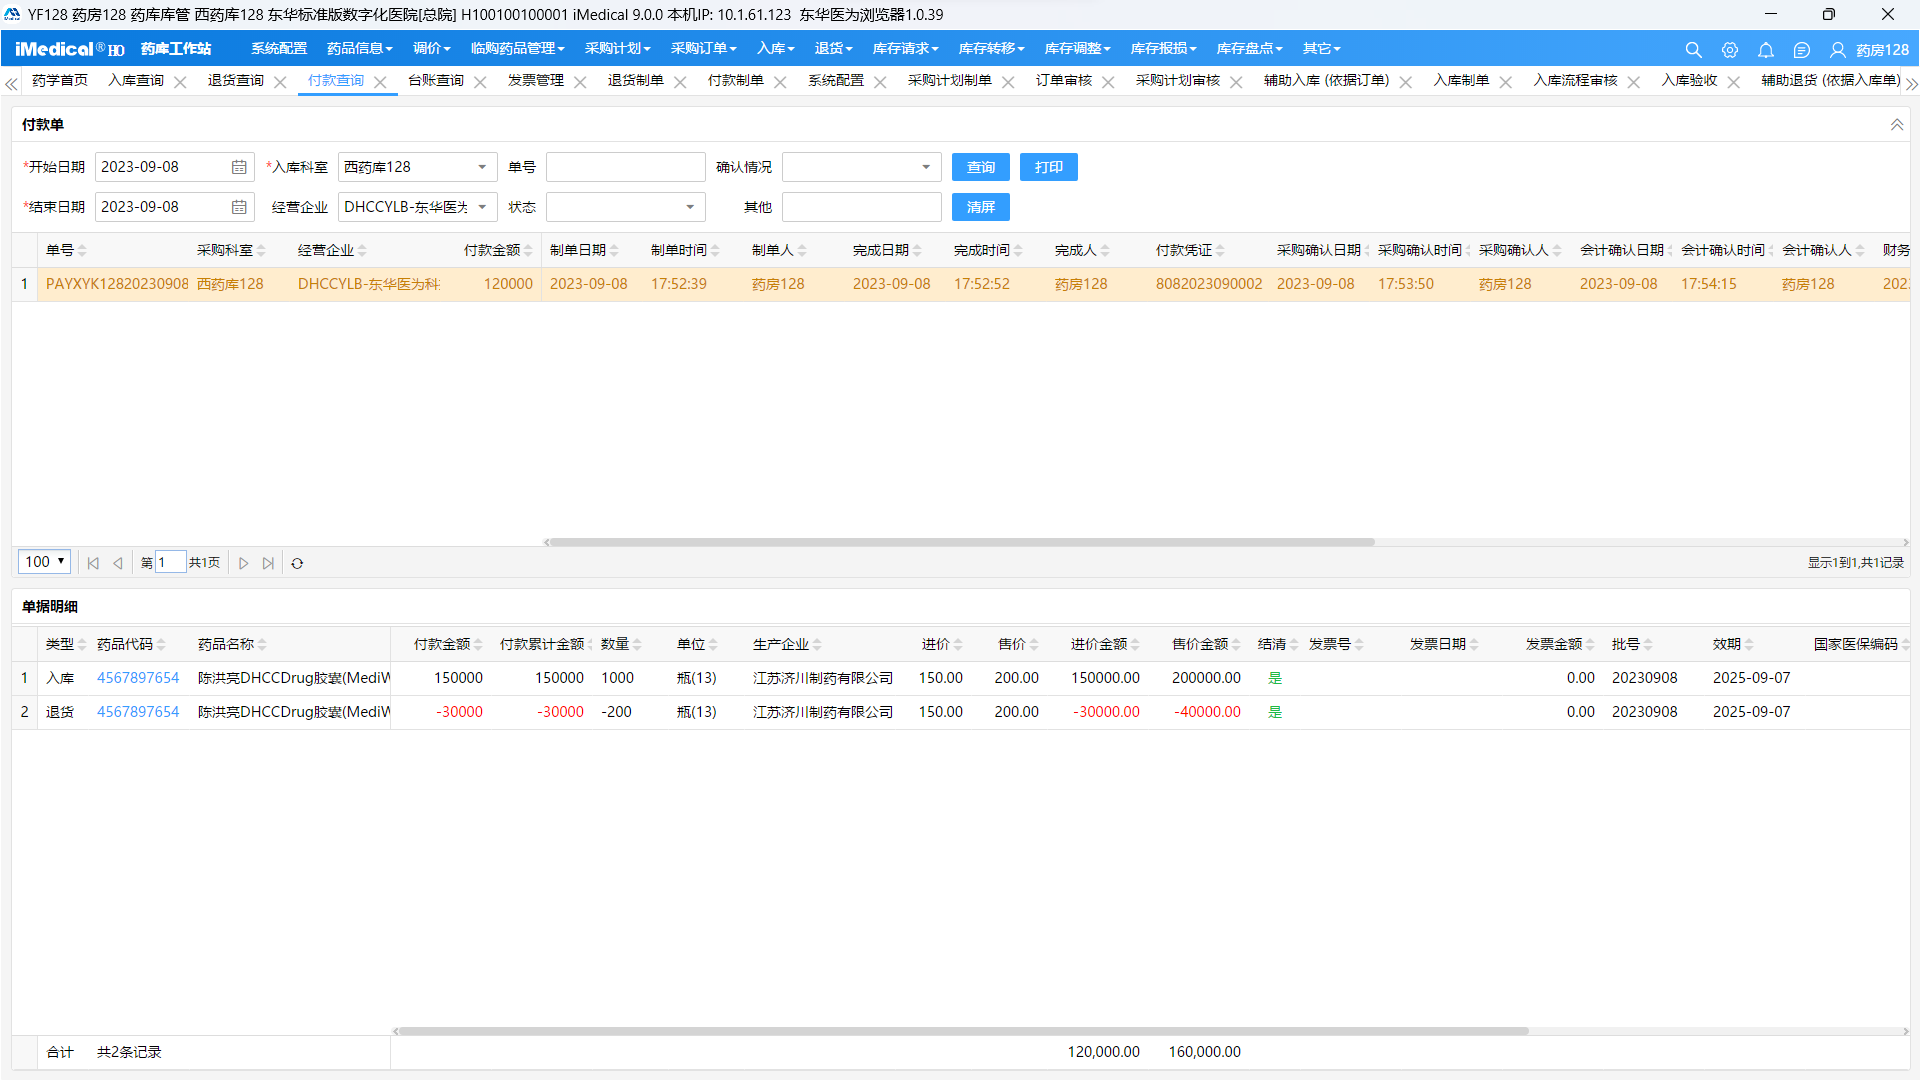 YF128 药房128 药库库管 西药库128 东华标准版数字化医院[总院] H100100100001 iMedical 9.0.0 本机IP: 10.1.61.123 东华医为浏览器1.0.39
iMedical® HO 药库工作站 系统配置 药品信息 调价 临购药品管理 采购计划 采购订单 入库 退货 库存请求 库存转移 库存调整 库存报损 库存盘点 其它 药房128
药学首页 入库查询 退货查询 付款查询 台账查询 发票管理 退货制单 付款制单 系统配置 采购计划制单 订单审核 采购计划审核 辅助入库 (依据订单) 入库制单 入库流程审核 入库验收 辅助退货 (依据入库单)
付款单
*开始日期 2023-09-08 *入库科室 西药库128 单号 确认情况 查询 打印
*结束日期 2023-09-08 经营企业 DHCCYLB-东华医为 状态 其他 清屏
单号 采购科室 经营企业 付款金额 制单日期 制单时间 制单人 完成日期 完成时间 完成人 付款凭证 采购确认日期 采购确认时间 采购确认人 会计确认日期 会计确认时间 会计确认人 财务
1 PAYXYK12820230908 西药库128 DHCCYLB-东华医为科 120000 2023-09-08 17:52:39 药房128 2023-09-08 17:52:52 药房128 8082023090002 2023-09-08 17:53:50 药房128 2023-09-08 17:54:15 药房128 202
100 第 1 共1页 显示1到1,共1记录
单据明细
类型 药品代码 药品名称 付款金额 付款累计金额 数量 单位 生产企业 进价 售价 进价金额 售价金额 结清 发票号 发票日期 发票金额 批号 效期 国家医保编码
1 入库 4567897654 陈洪亮DHCCDrug胶囊(MediW 150000 150000 1000 瓶(13) 江苏济川制药有限公司 150.00 200.00 150000.00 200000.00 是 0.00 20230908 2025-09-07
2 退货 4567897654 陈洪亮DHCCDrug胶囊(MediW -30000 -30000 -200 瓶(13) 江苏济川制药有限公司 150.00 200.00 -30000.00 -40000.00 是 0.00 20230908 2025-09-07
合计 共2条记录 120,000.00 160,000.00